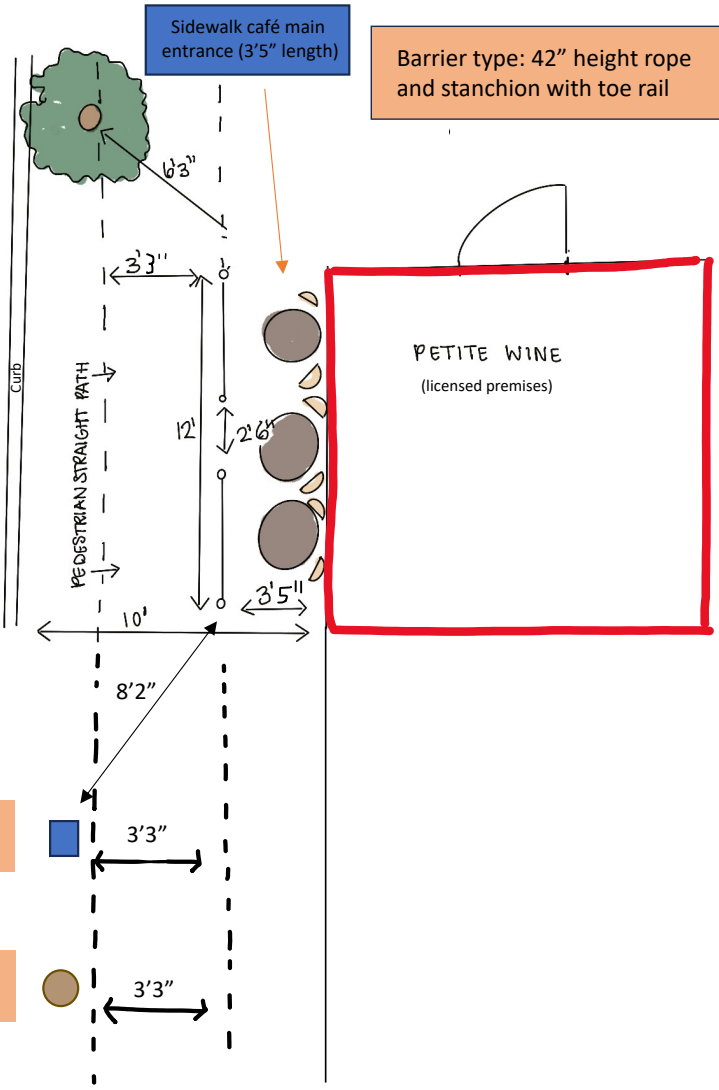 Sidewalk café main
entrance (3’5” length)
Barrier type: 42” height rope
and stanchion with toe rail
6'3"
3'3"
Curb
PEDESTRIAN STRAIGHT PATH
12'
2'6"
PETITE WINE
(licensed premises)
3'5"
10'
8’2”
3’3”
3’3”